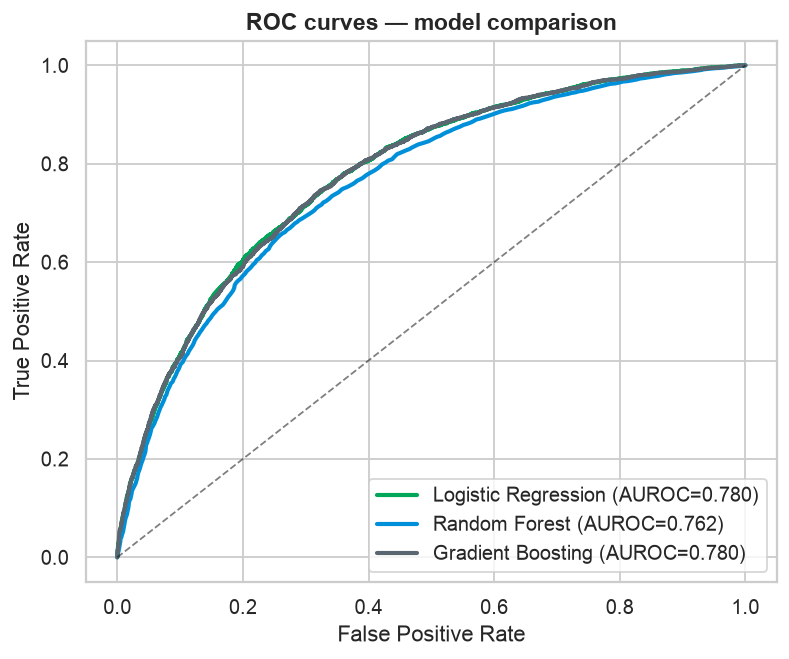 ROC curves — model comparison
True Positive Rate
1.0
0.8
0.6
0.4
0.2
0.0
Logistic Regression (AUROC=0.780)
Random Forest (AUROC=0.762)
Gradient Boosting (AUROC=0.780)
0.0 0.2 0.4 0.6 0.8 1.0
False Positive Rate